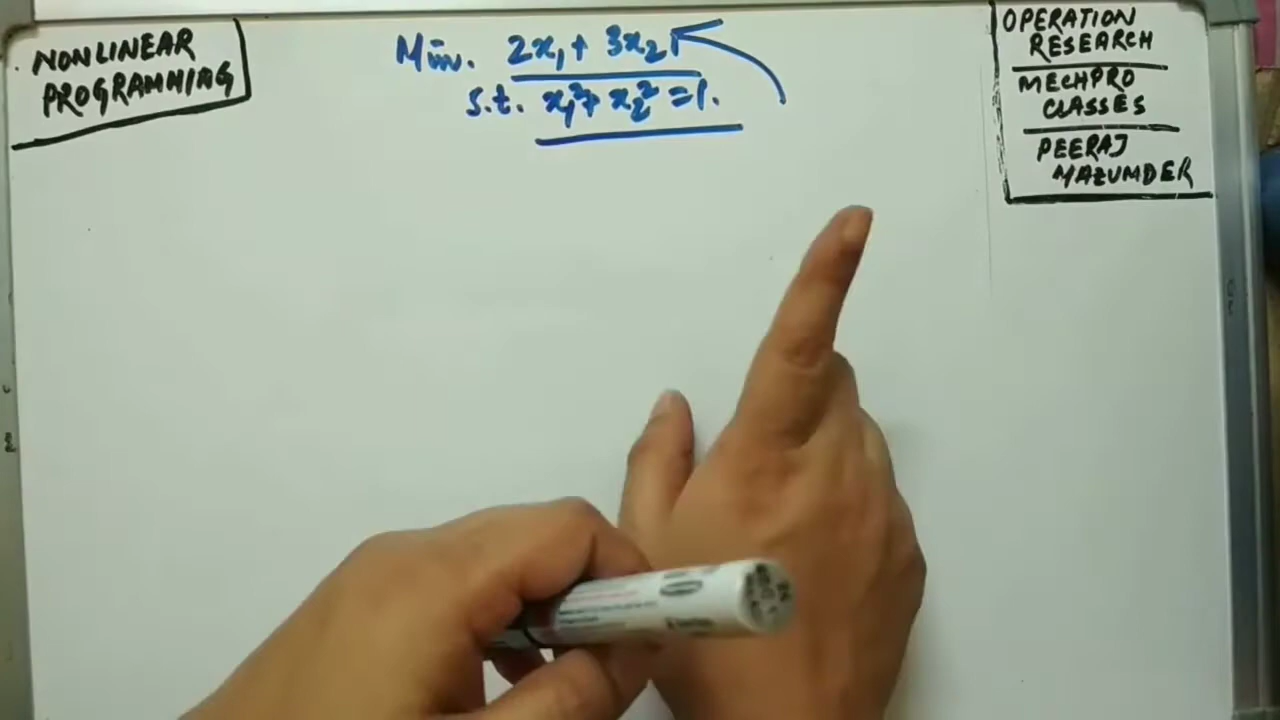 NONLINEAR
PROGRAMMING
Min. 2x₁ + 3x₂
s.t. x₁² + x₂² = 1.
OPERATION
RESEARCH
MECHPRO
CLASSES
PEERAJ
MAZUMDER